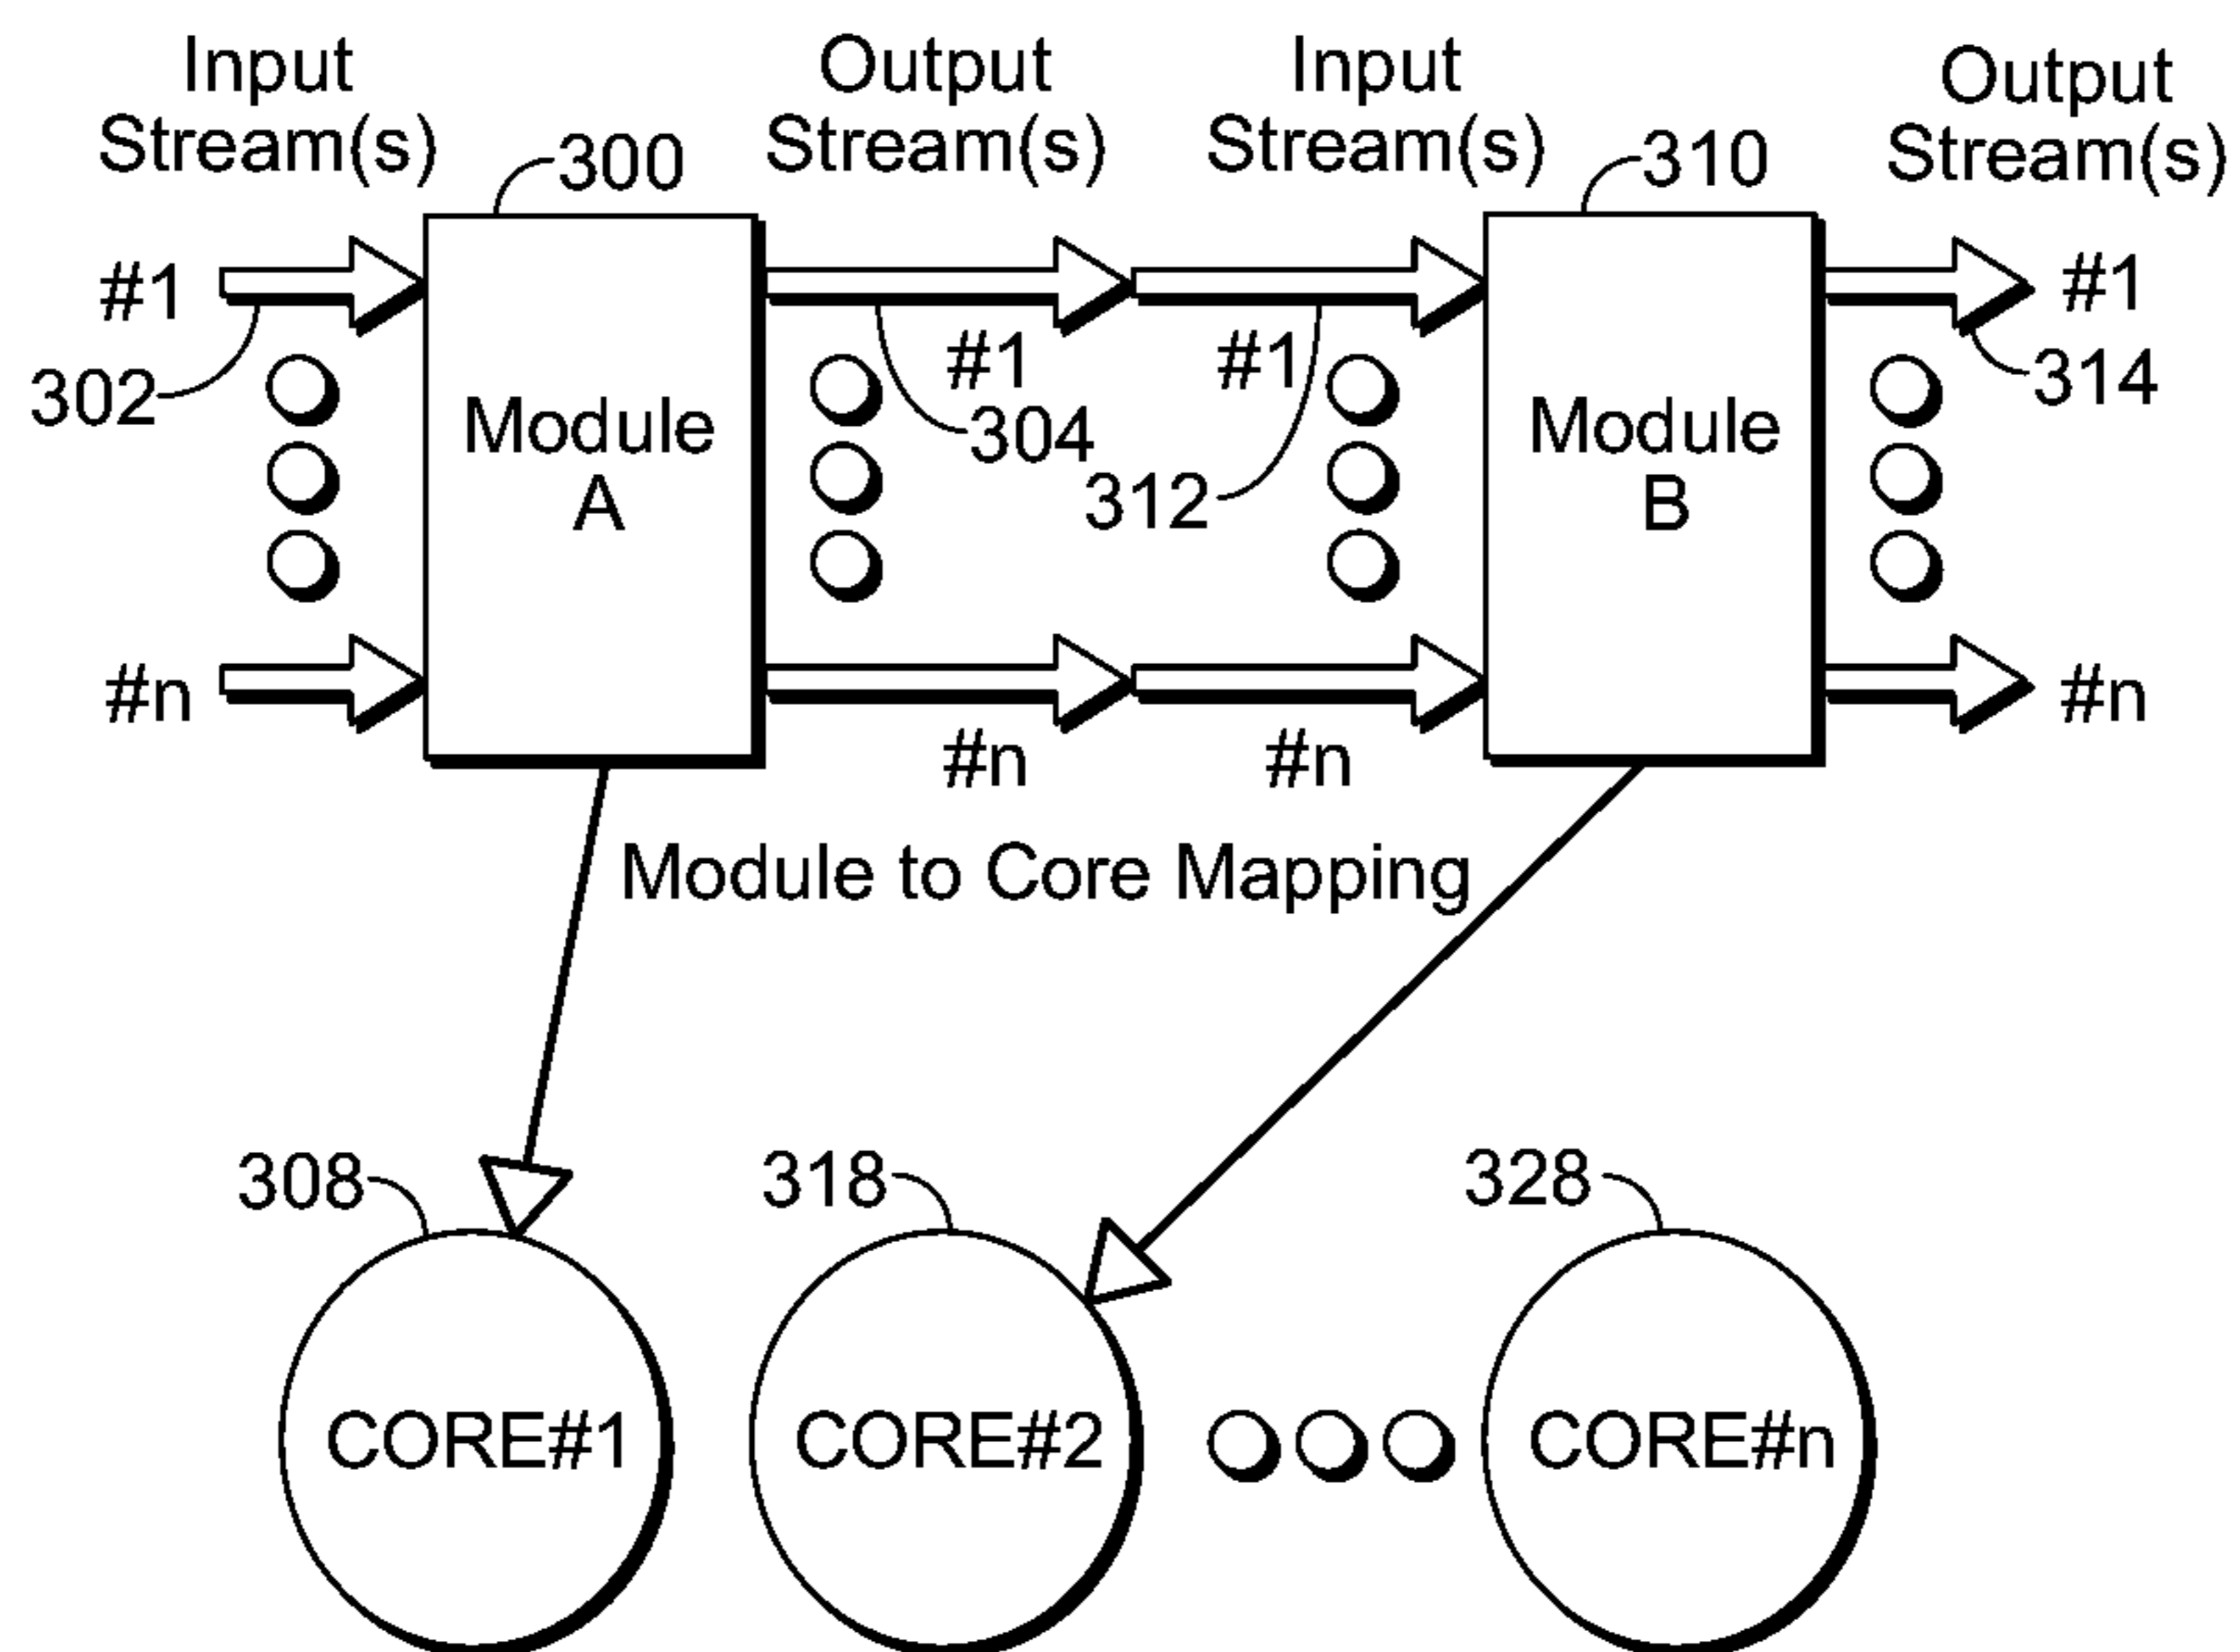 Input
Stream(s)
Output
Stream(s)
Input
Stream(s)
Output
Stream(s)
300
310
#1
#1
302
#1
#1
314
304
312
Module
A
Module
B
#n
#n
#n
#n
Module to Core Mapping
308
318
328
CORE#1
CORE#2
CORE#n